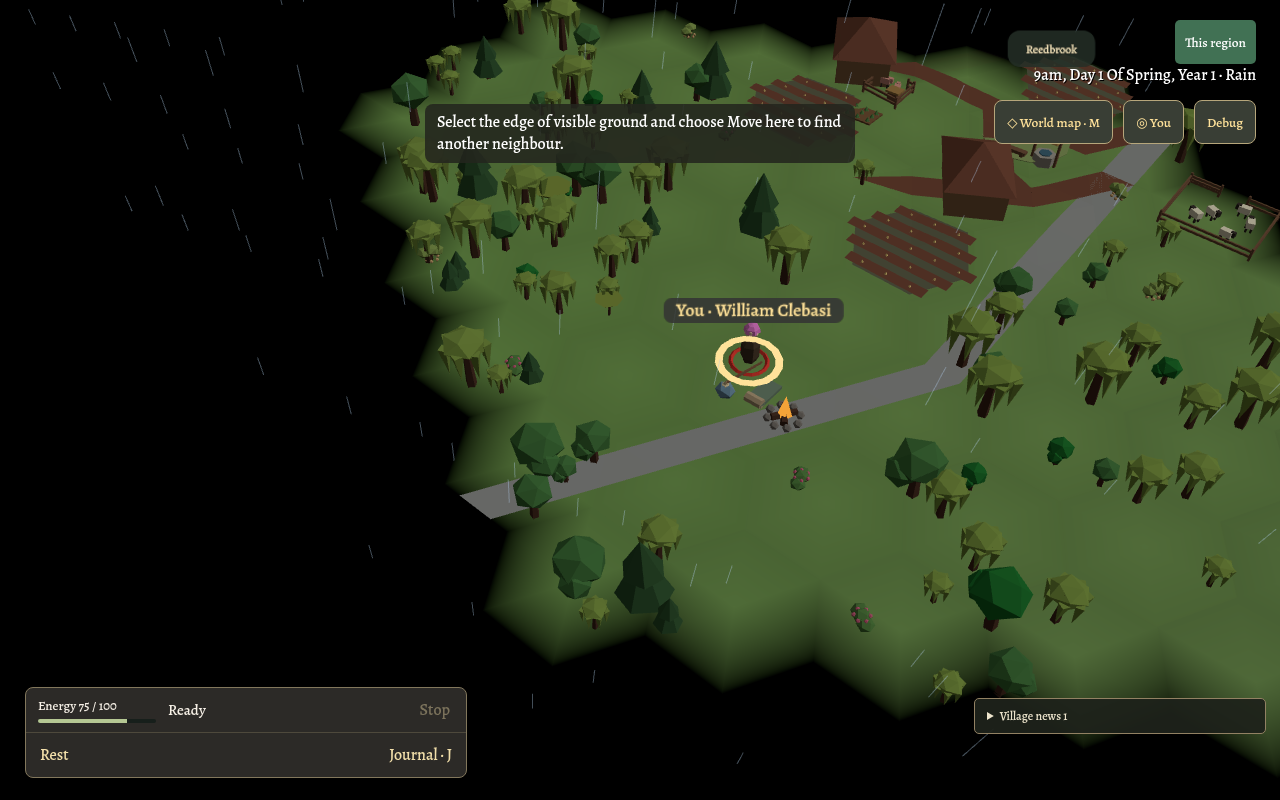 Reedbrook
This region
9am, Day 1 Of Spring, Year 1 · Rain
◇ World map · M
◎ You
Debug
Select the edge of visible ground and choose Move here to find
another neighbour.
You · William Clebasi
Energy 75 / 100
Ready
Stop
Rest
Journal · J
▶ Village news 1